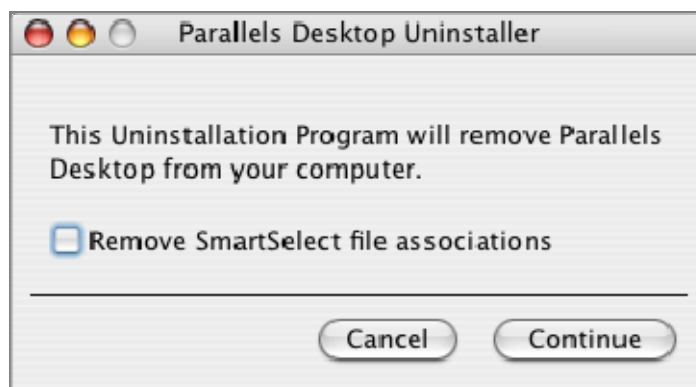 Parallels Desktop Uninstaller
This Uninstallation Program will remove Parallels
Desktop from your computer.
Remove SmartSelect file associations
Cancel
Continue